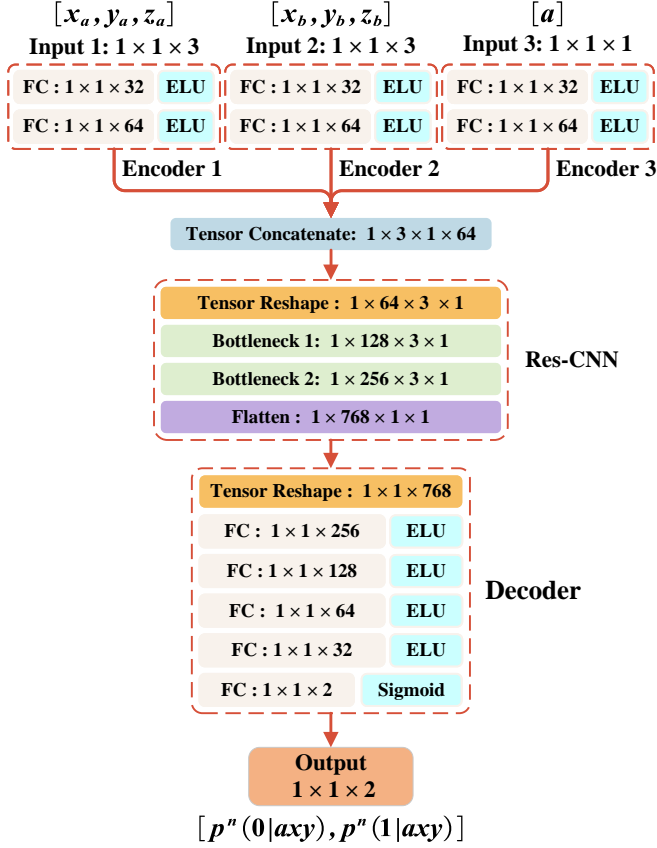 [x_a, y_a, z_a] [x_b, y_b, z_b] [a]
Input 1: 1 × 1 × 3 Input 2: 1 × 1 × 3 Input 3: 1 × 1 × 1
FC : 1 × 1 × 32 ELU FC : 1 × 1 × 32 ELU FC : 1 × 1 × 32 ELU
FC : 1 × 1 × 64 ELU FC : 1 × 1 × 64 ELU FC : 1 × 1 × 64 ELU
Encoder 1 Encoder 2 Encoder 3
Tensor Concatenate: 1 × 3 × 1 × 64
Tensor Reshape : 1 × 64 × 3 × 1
Bottleneck 1: 1 × 128 × 3 × 1
Res-CNN
Bottleneck 2: 1 × 256 × 3 × 1
Flatten : 1 × 768 × 1 × 1
Tensor Reshape : 1 × 1 × 768
FC : 1 × 1 × 256 ELU
FC : 1 × 1 × 128 ELU
Decoder
FC : 1 × 1 × 64 ELU
FC : 1 × 1 × 32 ELU
FC : 1 × 1 × 2 Sigmoid
Output
1 × 1 × 2
[p^n(0|axy), p^n(1|axy)]